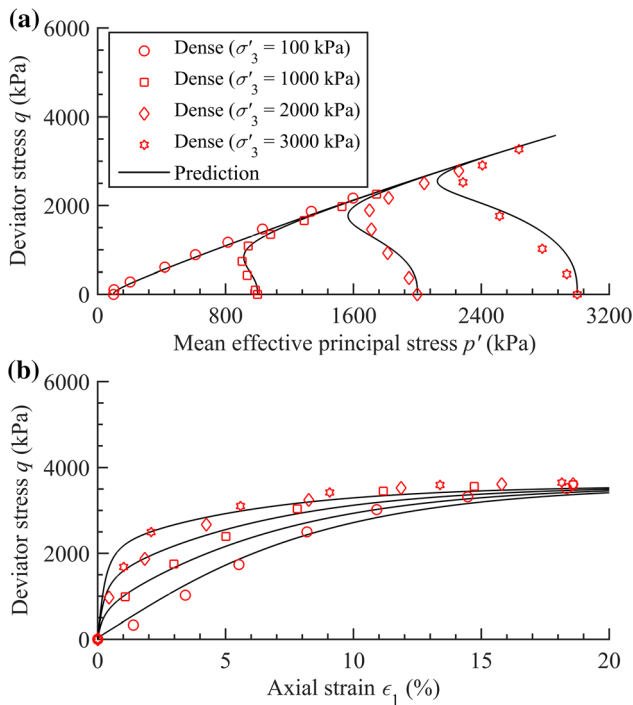 (a)
6000
4000
2000
0
Deviator stress q (kPa)
Dense (σ′3 = 100 kPa)
Dense (σ′3 = 1000 kPa)
Dense (σ′3 = 2000 kPa)
Dense (σ′3 = 3000 kPa)
Prediction
0 800 1600 2400 3200
Mean effective principal stress p′ (kPa)
(b)
6000
4000
2000
0
Deviator stress q (kPa)
0 5 10 15 20
Axial strain ϵ1 (%)